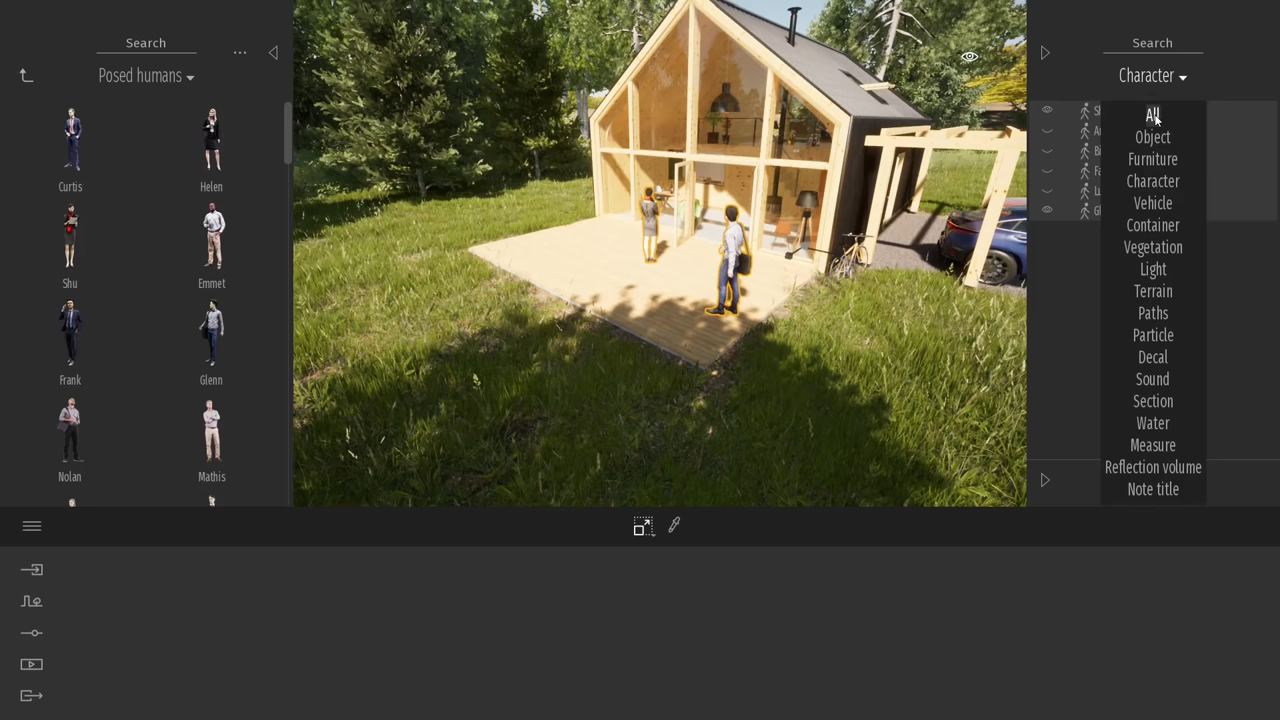 Search
Posed humans
Curtis
Helen
Shu
Emmet
Frank
Glenn
Nolan
Mathis
Search
Character
All
Object
Furniture
Character
Vehicle
Container
Vegetation
Light
Terrain
Paths
Particle
Decal
Sound
Section
Water
Measure
Reflection volume
Note title